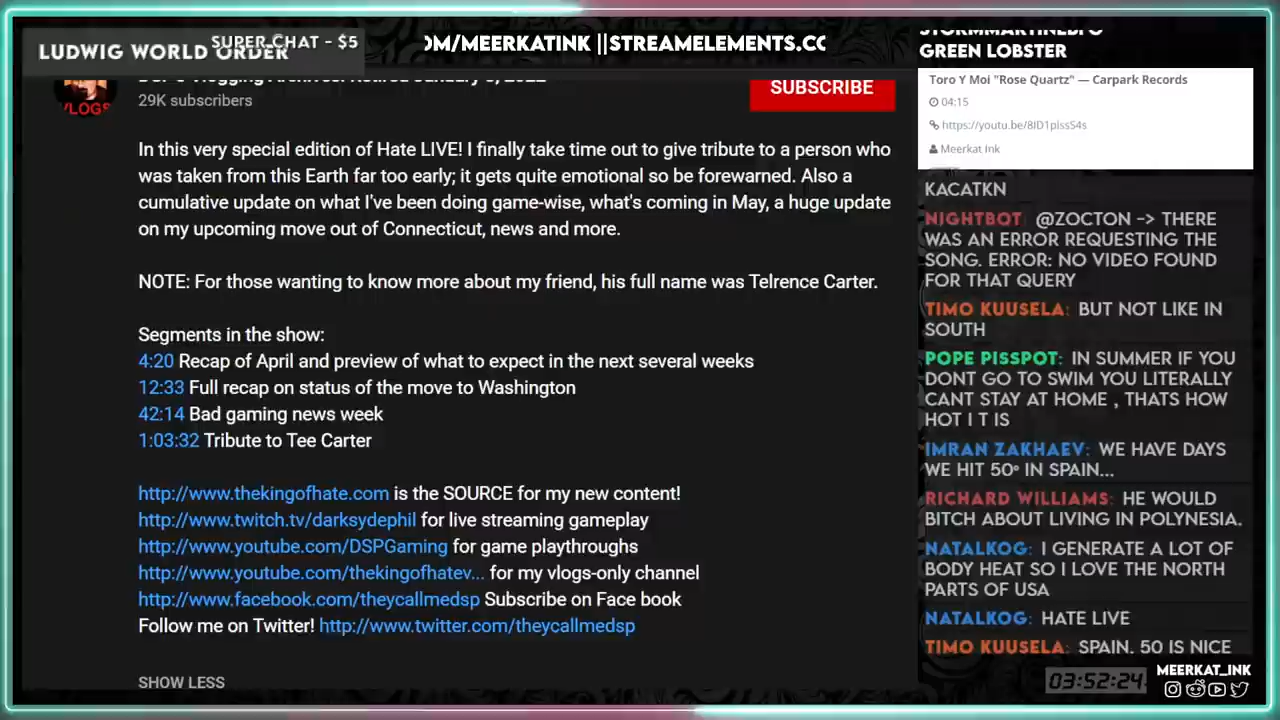 LUDWIG WORLD ORDER
SUPER CHAT - $5
OM/MEERKATINK ||STREAMELEMENTS.CC
GREEN LOBSTER
29K subscribers
SUBSCRIBE
In this very special edition of Hate LIVE! I finally take time out to give tribute to a person who
was taken from this Earth far too early; it gets quite emotional so be forewarned. Also a
cumulative update on what I've been doing game-wise, what's coming in May, a huge update
on my upcoming move out of Connecticut, news and more.
NOTE: For those wanting to know more about my friend, his full name was Telrence Carter.
Segments in the show:
4:20 Recap of April and preview of what to expect in the next several weeks
12:33 Full recap on status of the move to Washington
42:14 Bad gaming news week
1:03:32 Tribute to Tee Carter
http://www.thekingofhate.com is the SOURCE for my new content!
http://www.twitch.tv/darksydephil for live streaming gameplay
http://www.youtube.com/DSPGaming for game playthroughs
http://www.youtube.com/thekingofhatev... for my vlogs-only channel
http://www.facebook.com/theycallmedsp Subscribe on Face book
Follow me on Twitter! http://www.twitter.com/theycallmedsp
SHOW LESS
Toro Y Moi "Rose Quartz" — Carpark Records
04:15
https://youtu.be/8ID1piss54s
Meerkat Ink
KACATKN
NIGHTBOT: @ZOCTON -> THERE
WAS AN ERROR REQUESTING THE
SONG. ERROR: NO VIDEO FOUND
FOR THAT QUERY
TIMO KUUSELA: BUT NOT LIKE IN
SOUTH
POPE PISSPOT: IN SUMMER IF YOU
DONT GO TO SWIM YOU LITERALLY
CANT STAY AT HOME , THATS HOW
HOT I T IS
IMRAN ZAKHAEV: WE HAVE DAYS
WE HIT 50º IN SPAIN...
RICHARD WILLIAMS: HE WOULD
BITCH ABOUT LIVING IN POLYNESIA.
NATALKOG: I GENERATE A LOT OF
BODY HEAT SO I LOVE THE NORTH
PARTS OF USA
NATALKOG: HATE LIVE
TIMO KUUSELA: SPAIN. 50 IS NICE
03:52:24
MEERKAT_INK